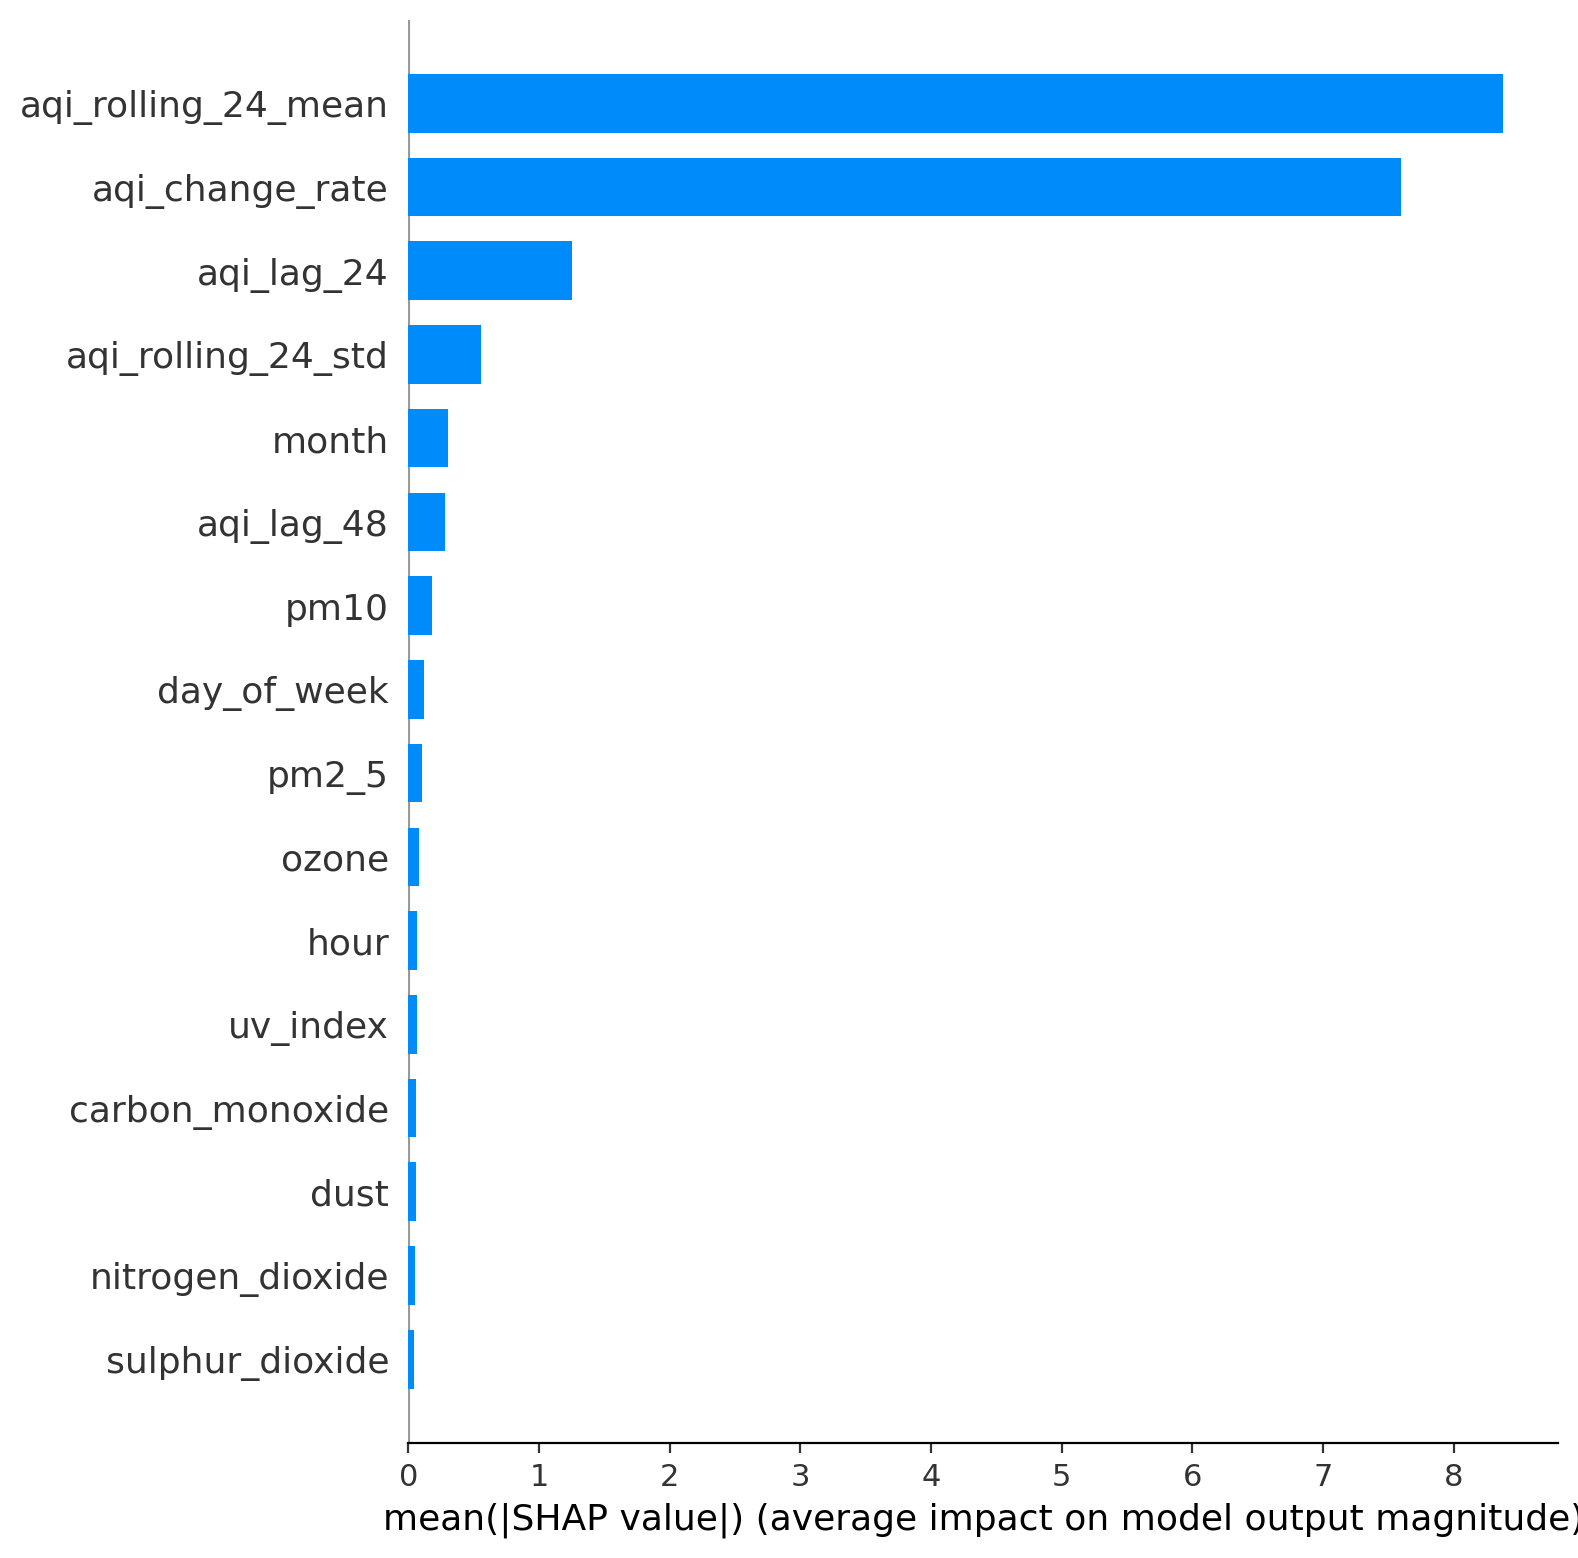 aqi_rolling_24_mean
aqi_change_rate
aqi_lag_24
aqi_rolling_24_std
month
aqi_lag_48
pm10
day_of_week
pm2_5
ozone
hour
uv_index
carbon_monoxide
dust
nitrogen_dioxide
sulphur_dioxide
0 1 2 3 4 5 6 7 8
mean(|SHAP value|) (average impact on model output magnitude)